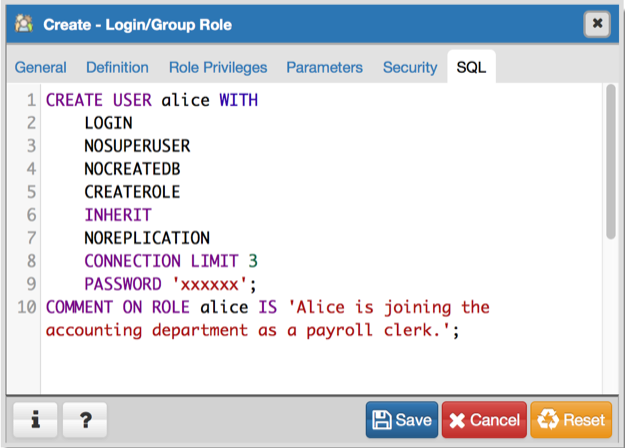 Create - Login/Group Role
General Definition Role Privileges Parameters Security SQL
1 CREATE USER alice WITH
2 LOGIN
3 NOSUPERUSER
4 NOCREATEDB
5 CREATEROLE
6 INHERIT
7 NOREPLICATION
8 CONNECTION LIMIT 3
9 PASSWORD 'xxxxxx';
10 COMMENT ON ROLE alice IS 'Alice is joining the
accounting department as a payroll clerk.';
i ? Save Cancel Reset